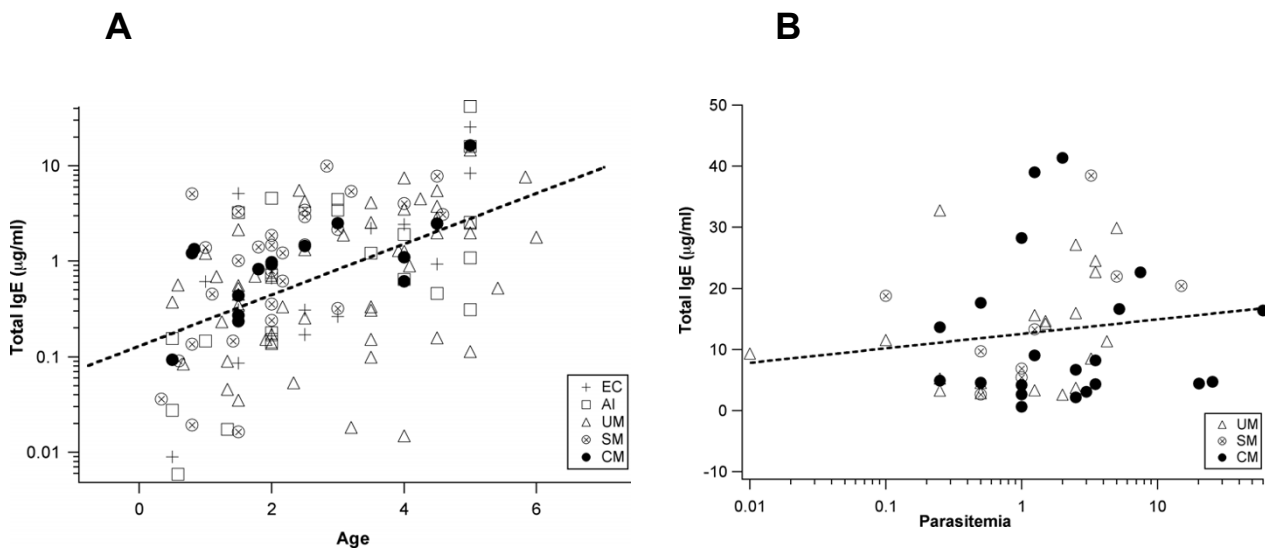 A
B
Total IgE (µg/ml)
10
1
0.1
0.01
0
2
4
6
Age
EC
AI
UM
SM
CM
Total IgE (µg/ml)
50
40
30
20
10
0
-10
0.01
0.1
1
10
Parasitemia
UM
SM
CM